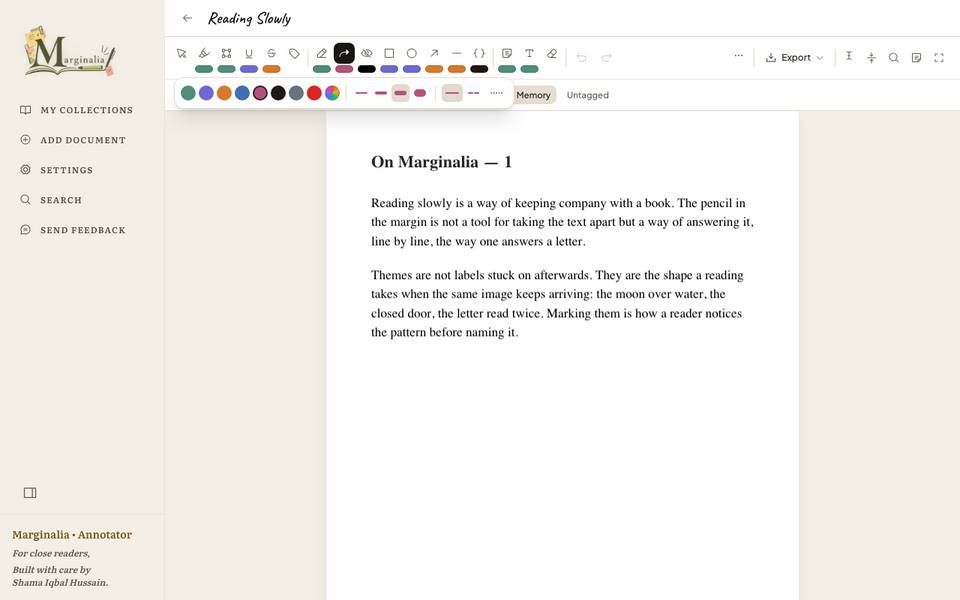 Marginalia
Reading Slowly
MY COLLECTIONS
ADD DOCUMENT
SETTINGS
SEARCH
SEND FEEDBACK
Export
Memory
Untagged
On Marginalia — 1
Reading slowly is a way of keeping company with a book. The pencil in
the margin is not a tool for taking the text apart but a way of answering it,
line by line, the way one answers a letter.
Themes are not labels stuck on afterwards. They are the shape a reading
takes when the same image keeps arriving: the moon over water, the
closed door, the letter read twice. Marking them is how a reader notices
the pattern before naming it.
Marginalia • Annotator
For close readers,
Built with care by
Shama Iqbal Hussain.